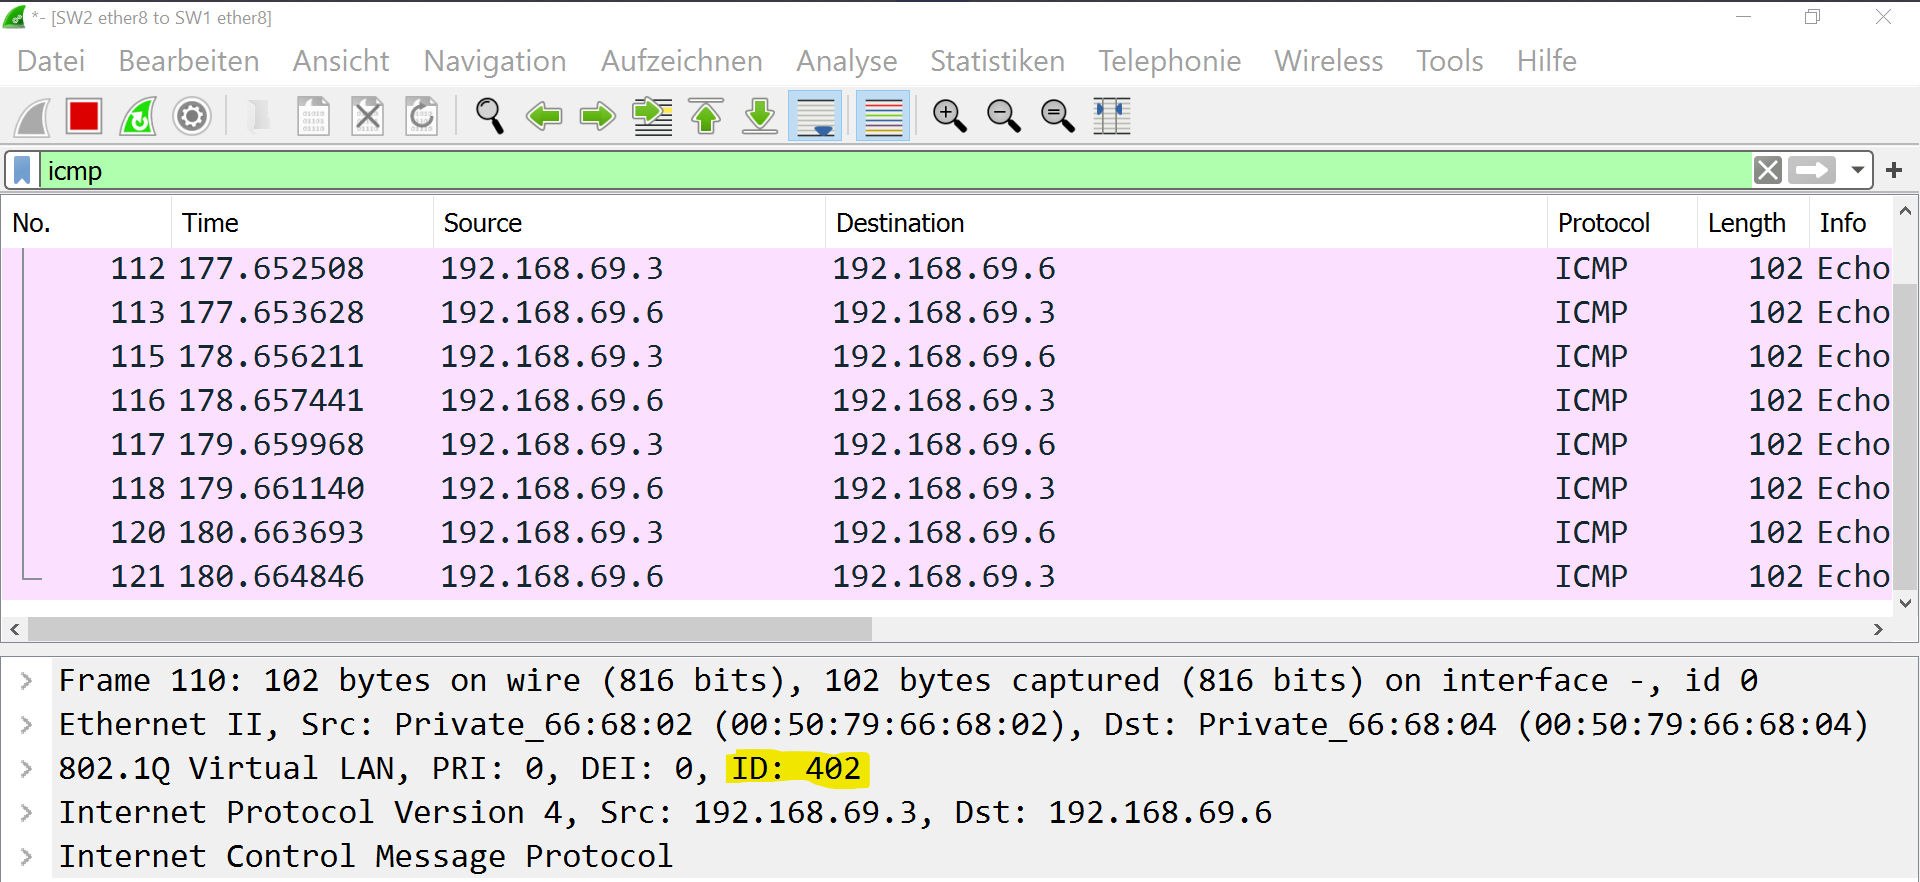 *- [SW2 ether8 to SW1 ether8]
Datei Bearbeiten Ansicht Navigation Aufzeichnen Analyse Statistiken Telephonie Wireless Tools Hilfe
icmp
No. Time Source Destination Protocol Length Info
112 177.652508 192.168.69.3 192.168.69.6 ICMP 102 Echo
113 177.653628 192.168.69.6 192.168.69.3 ICMP 102 Echo
115 178.656211 192.168.69.3 192.168.69.6 ICMP 102 Echo
116 178.657441 192.168.69.6 192.168.69.3 ICMP 102 Echo
117 179.659968 192.168.69.3 192.168.69.6 ICMP 102 Echo
118 179.661140 192.168.69.6 192.168.69.3 ICMP 102 Echo
120 180.663693 192.168.69.3 192.168.69.6 ICMP 102 Echo
121 180.664846 192.168.69.6 192.168.69.3 ICMP 102 Echo
Frame 110: 102 bytes on wire (816 bits), 102 bytes captured (816 bits) on interface -, id 0
Ethernet II, Src: Private_66:68:02 (00:50:79:66:68:02), Dst: Private_66:68:04 (00:50:79:66:68:04)
802.1Q Virtual LAN, PRI: 0, DEI: 0, ID: 402
Internet Protocol Version 4, Src: 192.168.69.3, Dst: 192.168.69.6
Internet Control Message Protocol